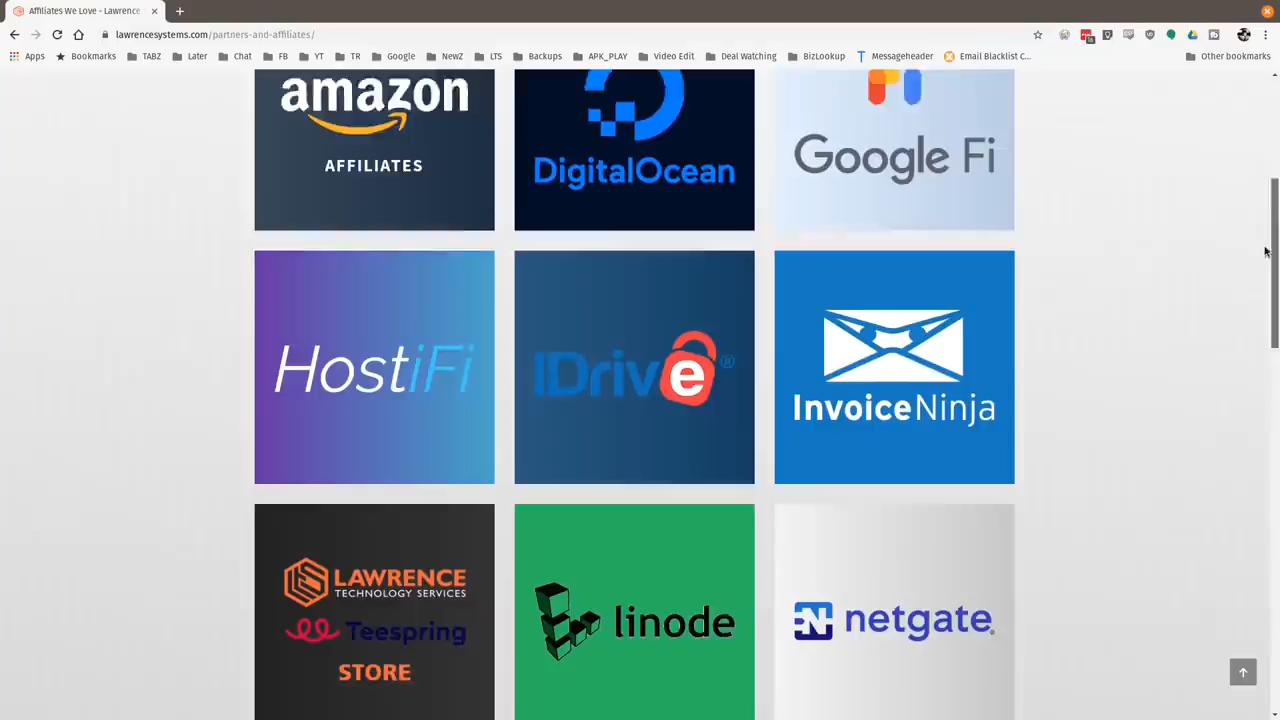 Affiliates We Love - Lawrence
lawrencesystems.com/partners-and-affiliates/
Apps Bookmarks TABZ Later Chat FB YT TR Google NewZ LTS Backups APK_PLAY Video Edit Deal Watching BizLookup Messageheader Email Blacklist C... Other bookmarks
amazon
AFFILIATES
DigitalOcean
Google Fi
HostiFi
IDrive®
InvoiceNinja
LAWRENCE
TECHNOLOGY SERVICES
Teespring
STORE
linode
netgate